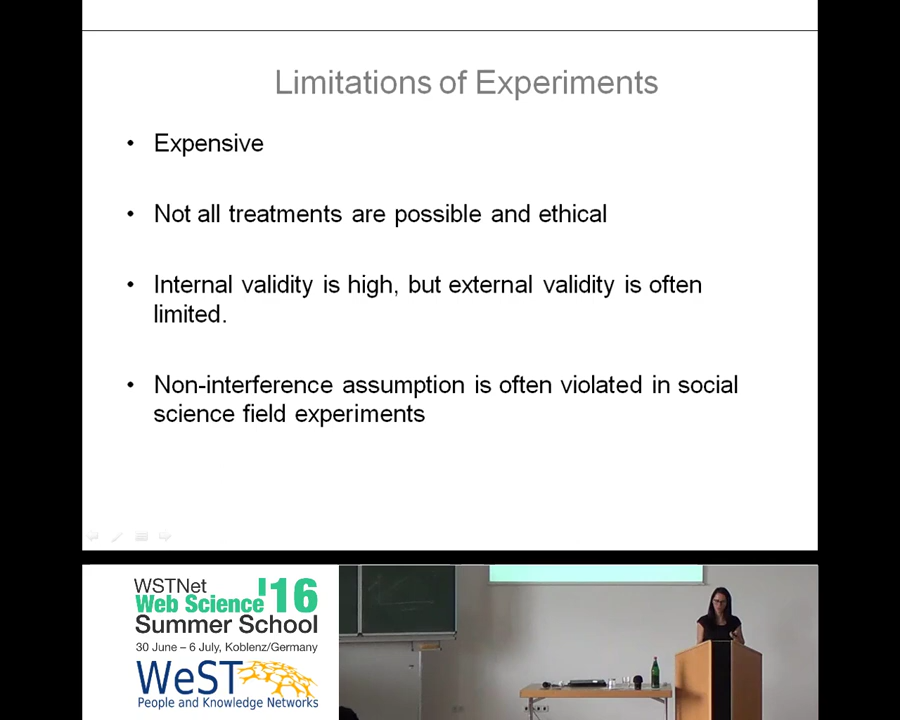 Limitations of Experiments
• Expensive
• Not all treatments are possible and ethical
• Internal validity is high, but external validity is often
limited.
• Non-interference assumption is often violated in social
science field experiments
WSTNet
Web Science '16
Summer School
30 June – 6 July, Koblenz/Germany
WeST
People and Knowledge Networks